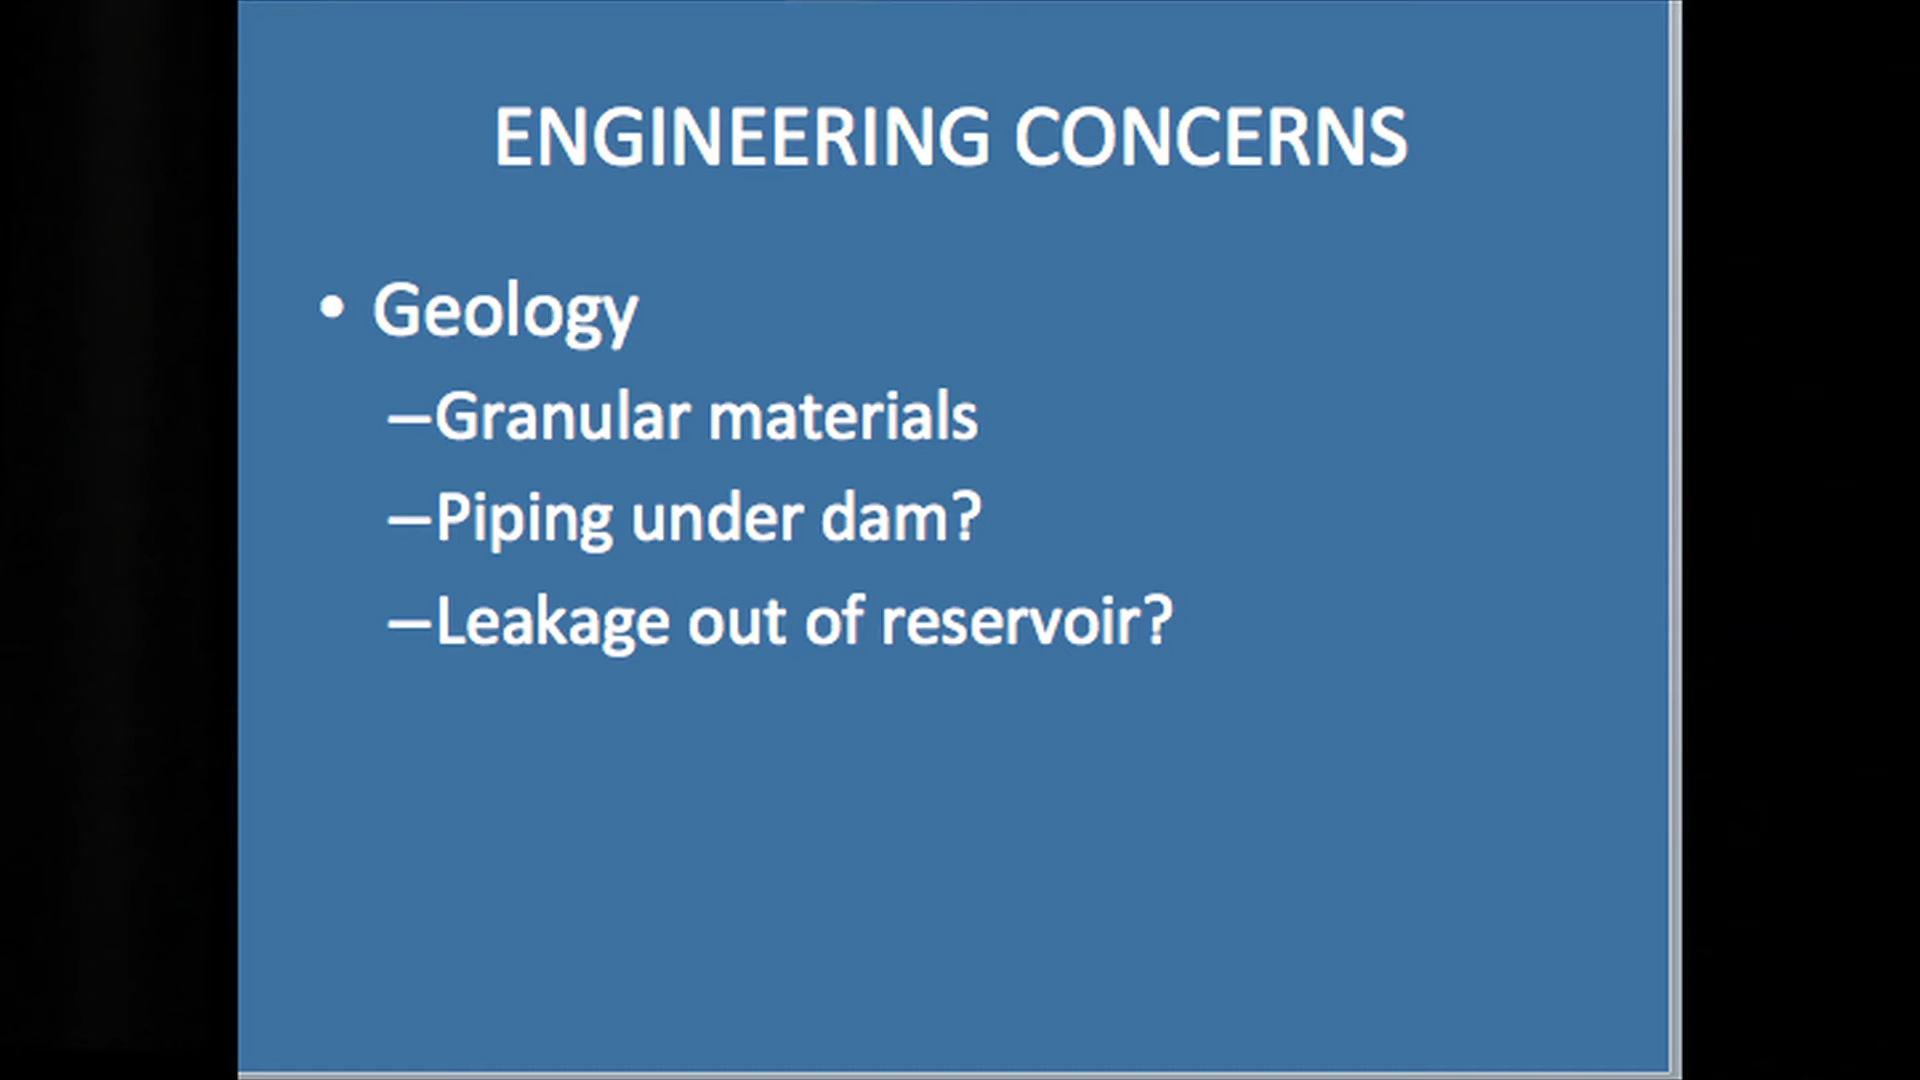 ENGINEERING CONCERNS
• Geology
–Granular materials
–Piping under dam?
–Leakage out of reservoir?